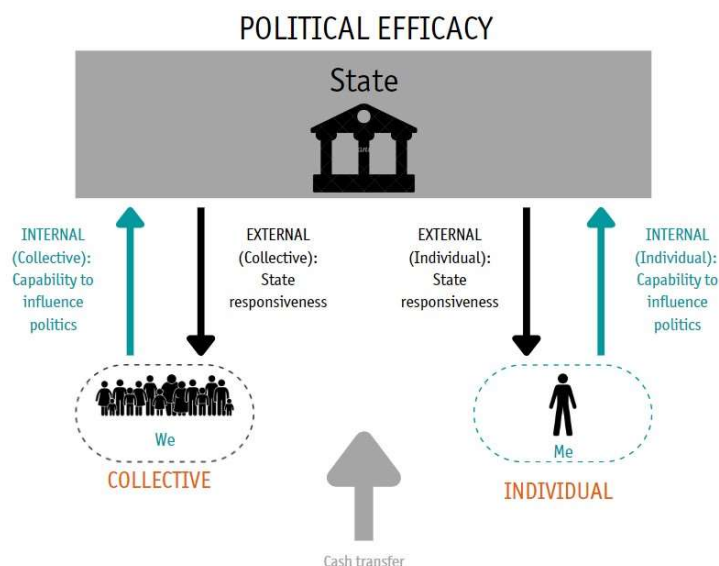 POLITICAL EFFICACY
State
INTERNAL
(Collective):
Capability to
influence
politics
EXTERNAL
(Collective):
State
responsiveness
EXTERNAL
(Individual):
State
responsiveness
INTERNAL
(Individual):
Capability to
influence
politics
We
COLLECTIVE
Me
INDIVIDUAL
Cash transfer